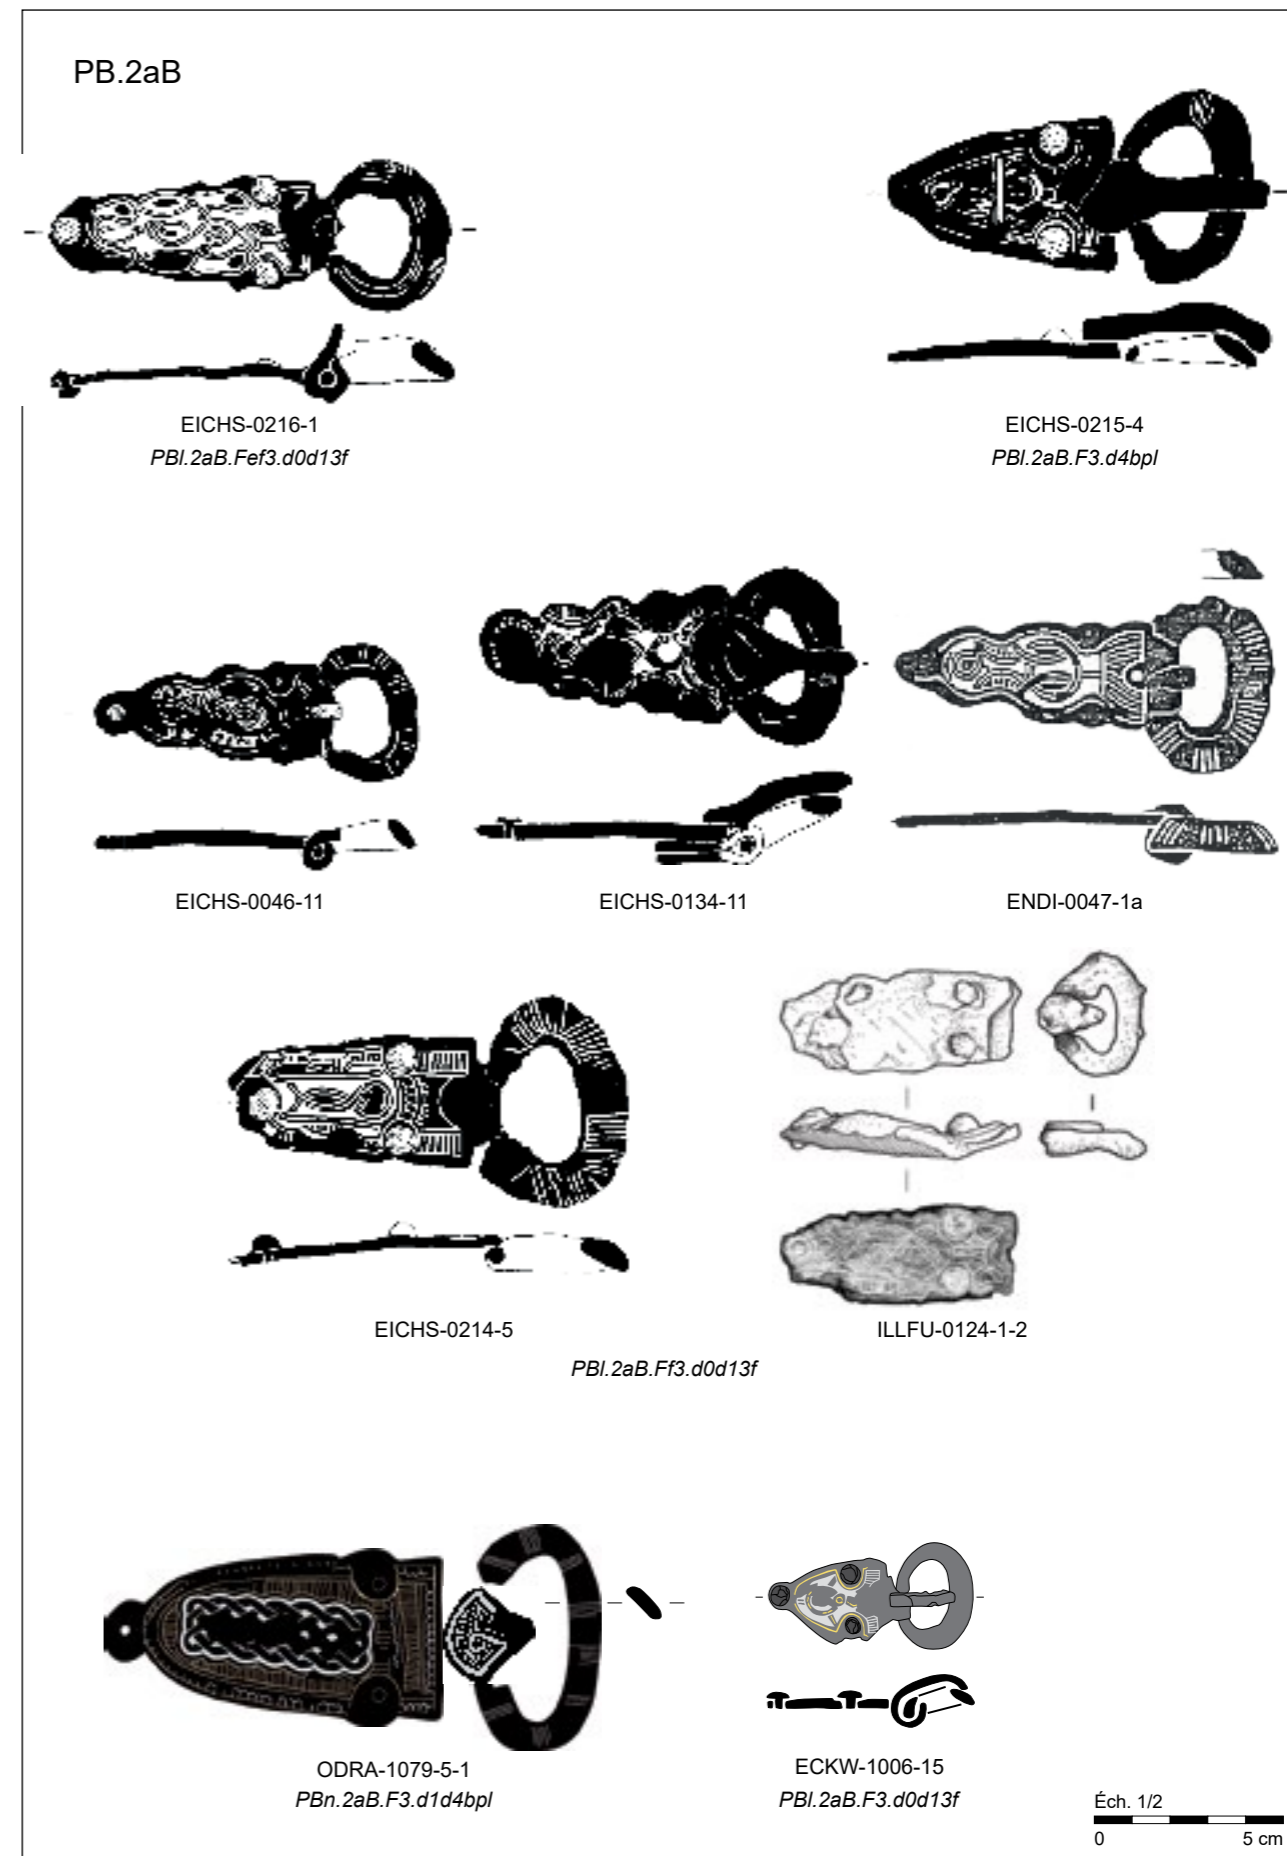 PB.2aB
EICHS-0216-1
PBl.2aB.Fef3.d0d13f
EICHS-0215-4
PBl.2aB.F3.d4bpl
EICHS-0046-11
EICHS-0134-11
ENDI-0047-1a
EICHS-0214-5
ILLFU-0124-1-2
PBl.2aB.Ff3.d0d13f
ODRA-1079-5-1
PBn.2aB.F3.d1d4bpl
ECKW-1006-15
PBl.2aB.F3.d0d13f
Éch. 1/2
0 5 cm